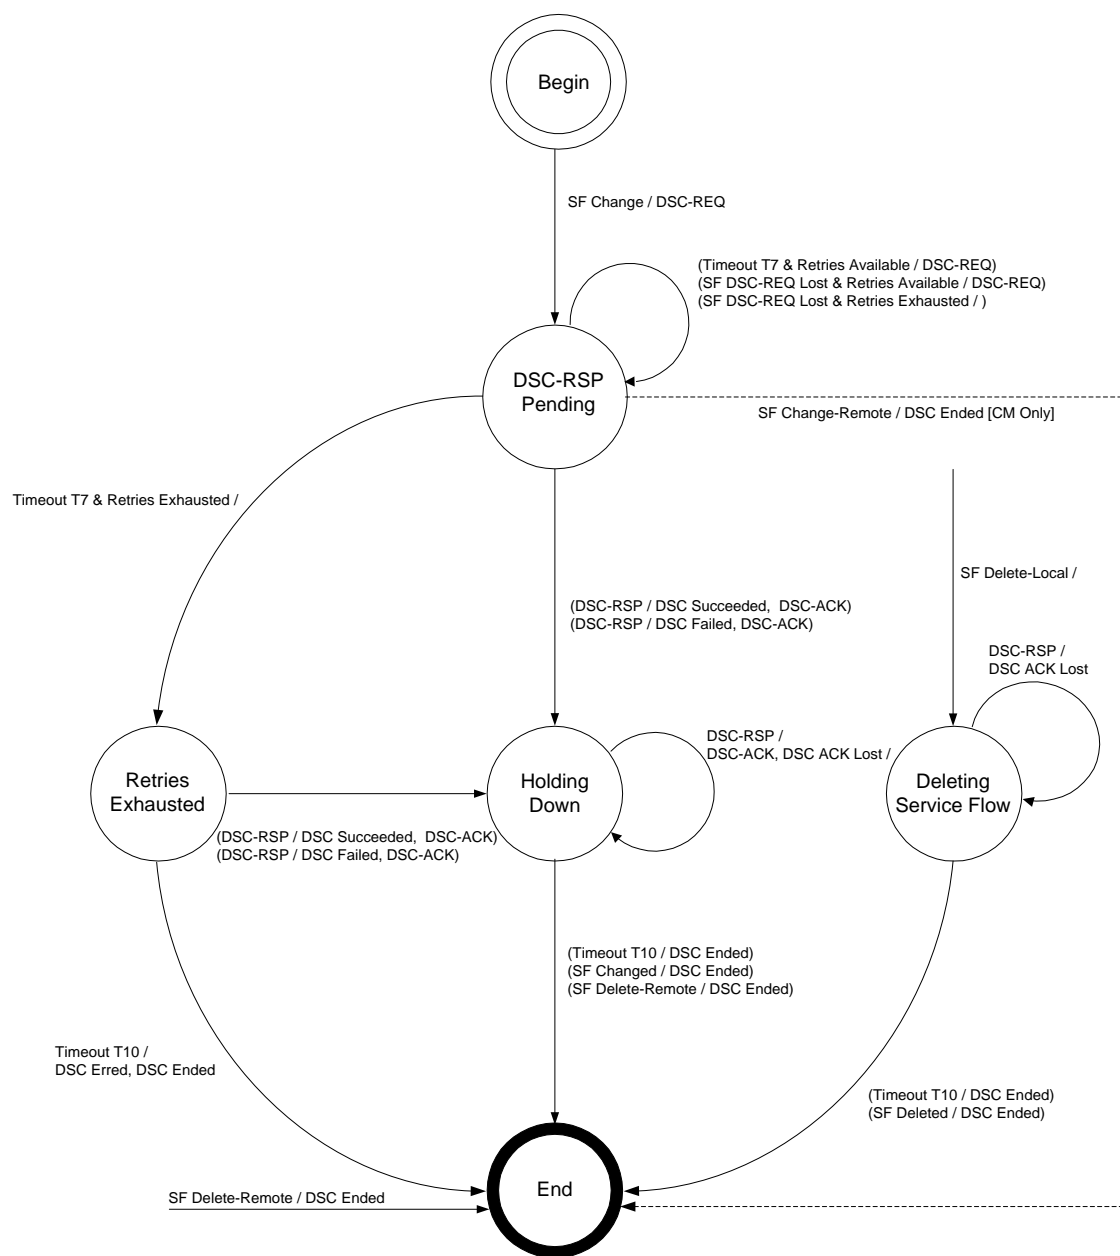 Begin
SF Change / DSC-REQ
(Timeout T7 & Retries Available / DSC-REQ)
(SF DSC-REQ Lost & Retries Available / DSC-REQ)
(SF DSC-REQ Lost & Retries Exhausted / )
DSC-RSP
Pending
SF Change-Remote / DSC Ended [CM Only]
Timeout T7 & Retries Exhausted /
SF Delete-Local /
(DSC-RSP / DSC Succeeded,  DSC-ACK)
(DSC-RSP / DSC Failed, DSC-ACK)
DSC-RSP /
DSC ACK Lost
DSC-RSP /
DSC-ACK, DSC ACK Lost /
Retries
Exhausted
Holding
Down
Deleting
Service Flow
(DSC-RSP / DSC Succeeded,  DSC-ACK)
(DSC-RSP / DSC Failed, DSC-ACK)
(Timeout T10 / DSC Ended)
(SF Changed / DSC Ended)
(SF Delete-Remote / DSC Ended)
Timeout T10 /
DSC Erred, DSC Ended
(Timeout T10 / DSC Ended)
(SF Deleted / DSC Ended)
SF Delete-Remote / DSC Ended
End